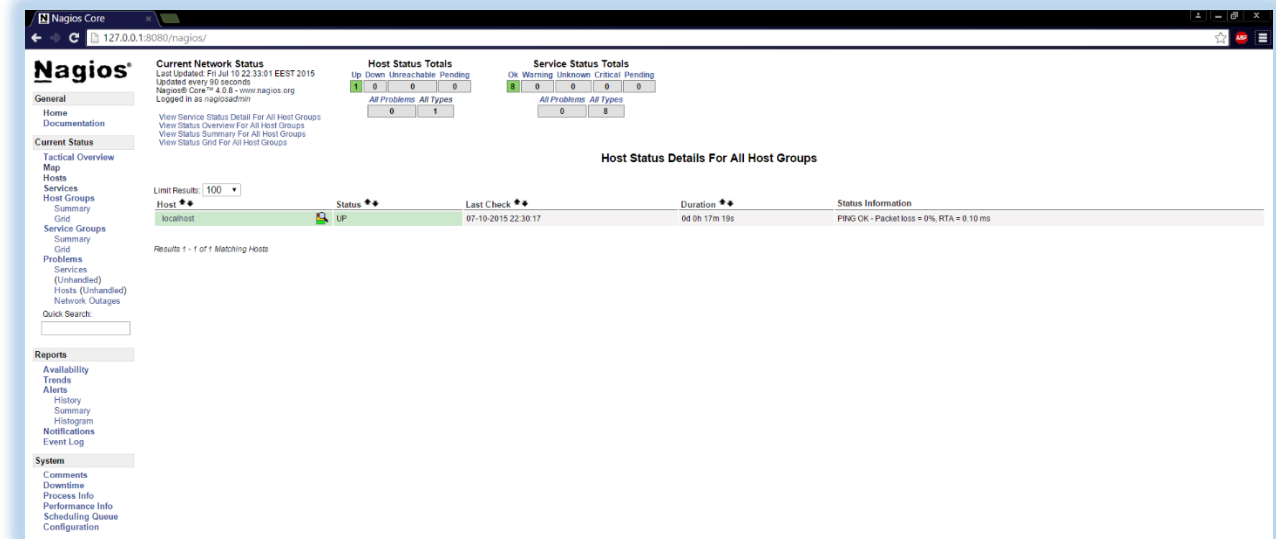 Nagios Core
127.0.0.1:8080/nagios/
ABP
Nagios®
General
Home
Documentation
Current Status
Tactical Overview
Map
Hosts
Services
Host Groups
Summary
Grid
Service Groups
Summary
Grid
Problems
Services
(Unhandled)
Hosts (Unhandled)
Network Outages
Quick Search:
Reports
Availability
Trends
Alerts
History
Summary
Histogram
Notifications
Event Log
System
Comments
Downtime
Process Info
Performance Info
Scheduling Queue
Configuration
Current Network Status
Last Updated: Fri Jul 10 22:33:01 EEST 2015
Updated every 90 seconds
Nagios® Core™ 4.0.8 - www.nagios.org
Logged in as nagiosadmin
View Service Status Detail For All Host Groups
View Status Overview For All Host Groups
View Status Summary For All Host Groups
View Status Grid For All Host Groups
Host Status Totals
Up Down Unreachable Pending
1 0 0 0
All Problems All Types
0 1
Service Status Totals
Ok Warning Unknown Critical Pending
8 0 0 0 0
All Problems All Types
0 8
Host Status Details For All Host Groups
Limit Results: 100
Host Status Last Check Duration Status Information
localhost UP 07-10-2015 22:30:17 0d 0h 17m 19s PING OK - Packet loss = 0%, RTA = 0.10 ms
Results 1 - 1 of 1 Matching Hosts